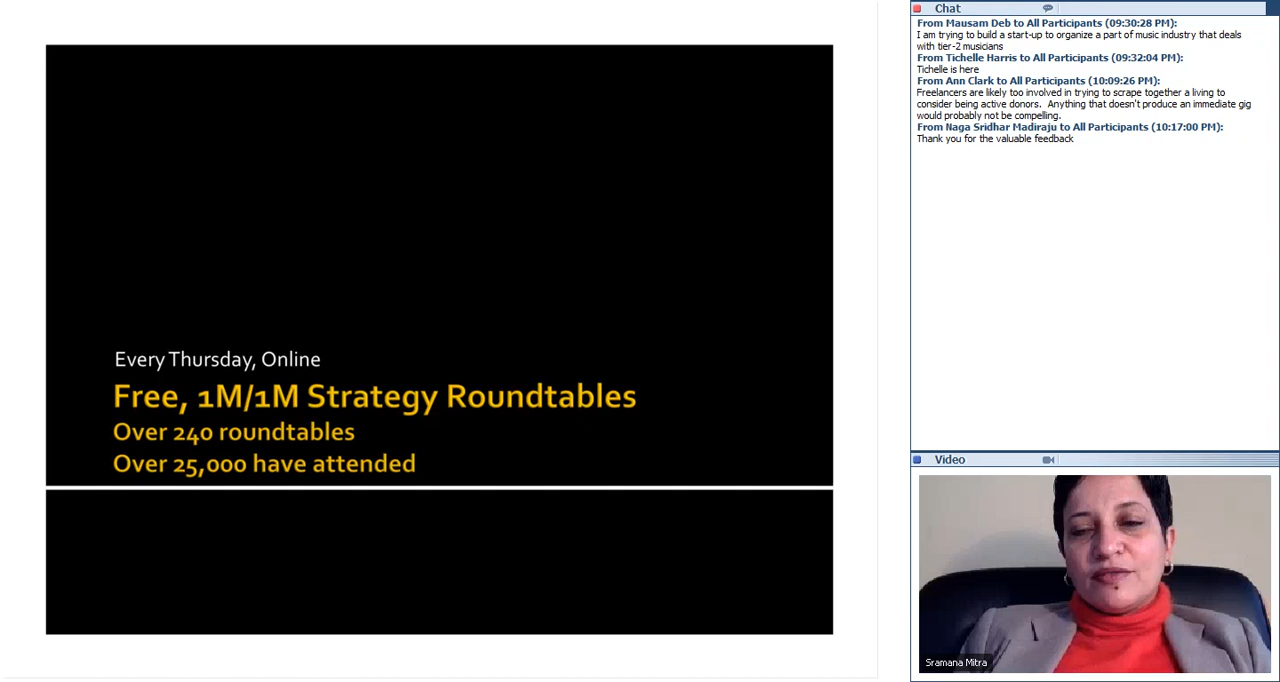 Every Thursday, Online
Free, 1M/1M Strategy Roundtables
Over 240 roundtables
Over 25,000 have attended
Chat
From Mausam Deb to All Participants (09:30:28 PM):
I am trying to build a start-up to organize a part of music industry that deals
with tier-2 musicians
From Tichelle Harris to All Participants (09:32:04 PM):
Tichelle is here
From Ann Clark to All Participants (10:09:26 PM):
Freelancers are likely too involved in trying to scrape together a living to
consider being active donors.  Anything that doesn't produce an immediate gig
would probably not be compelling.
From Naga Sridhar Madiraju to All Participants (10:17:00 PM):
Thank you for the valuable feedback
Video
Sramana Mitra